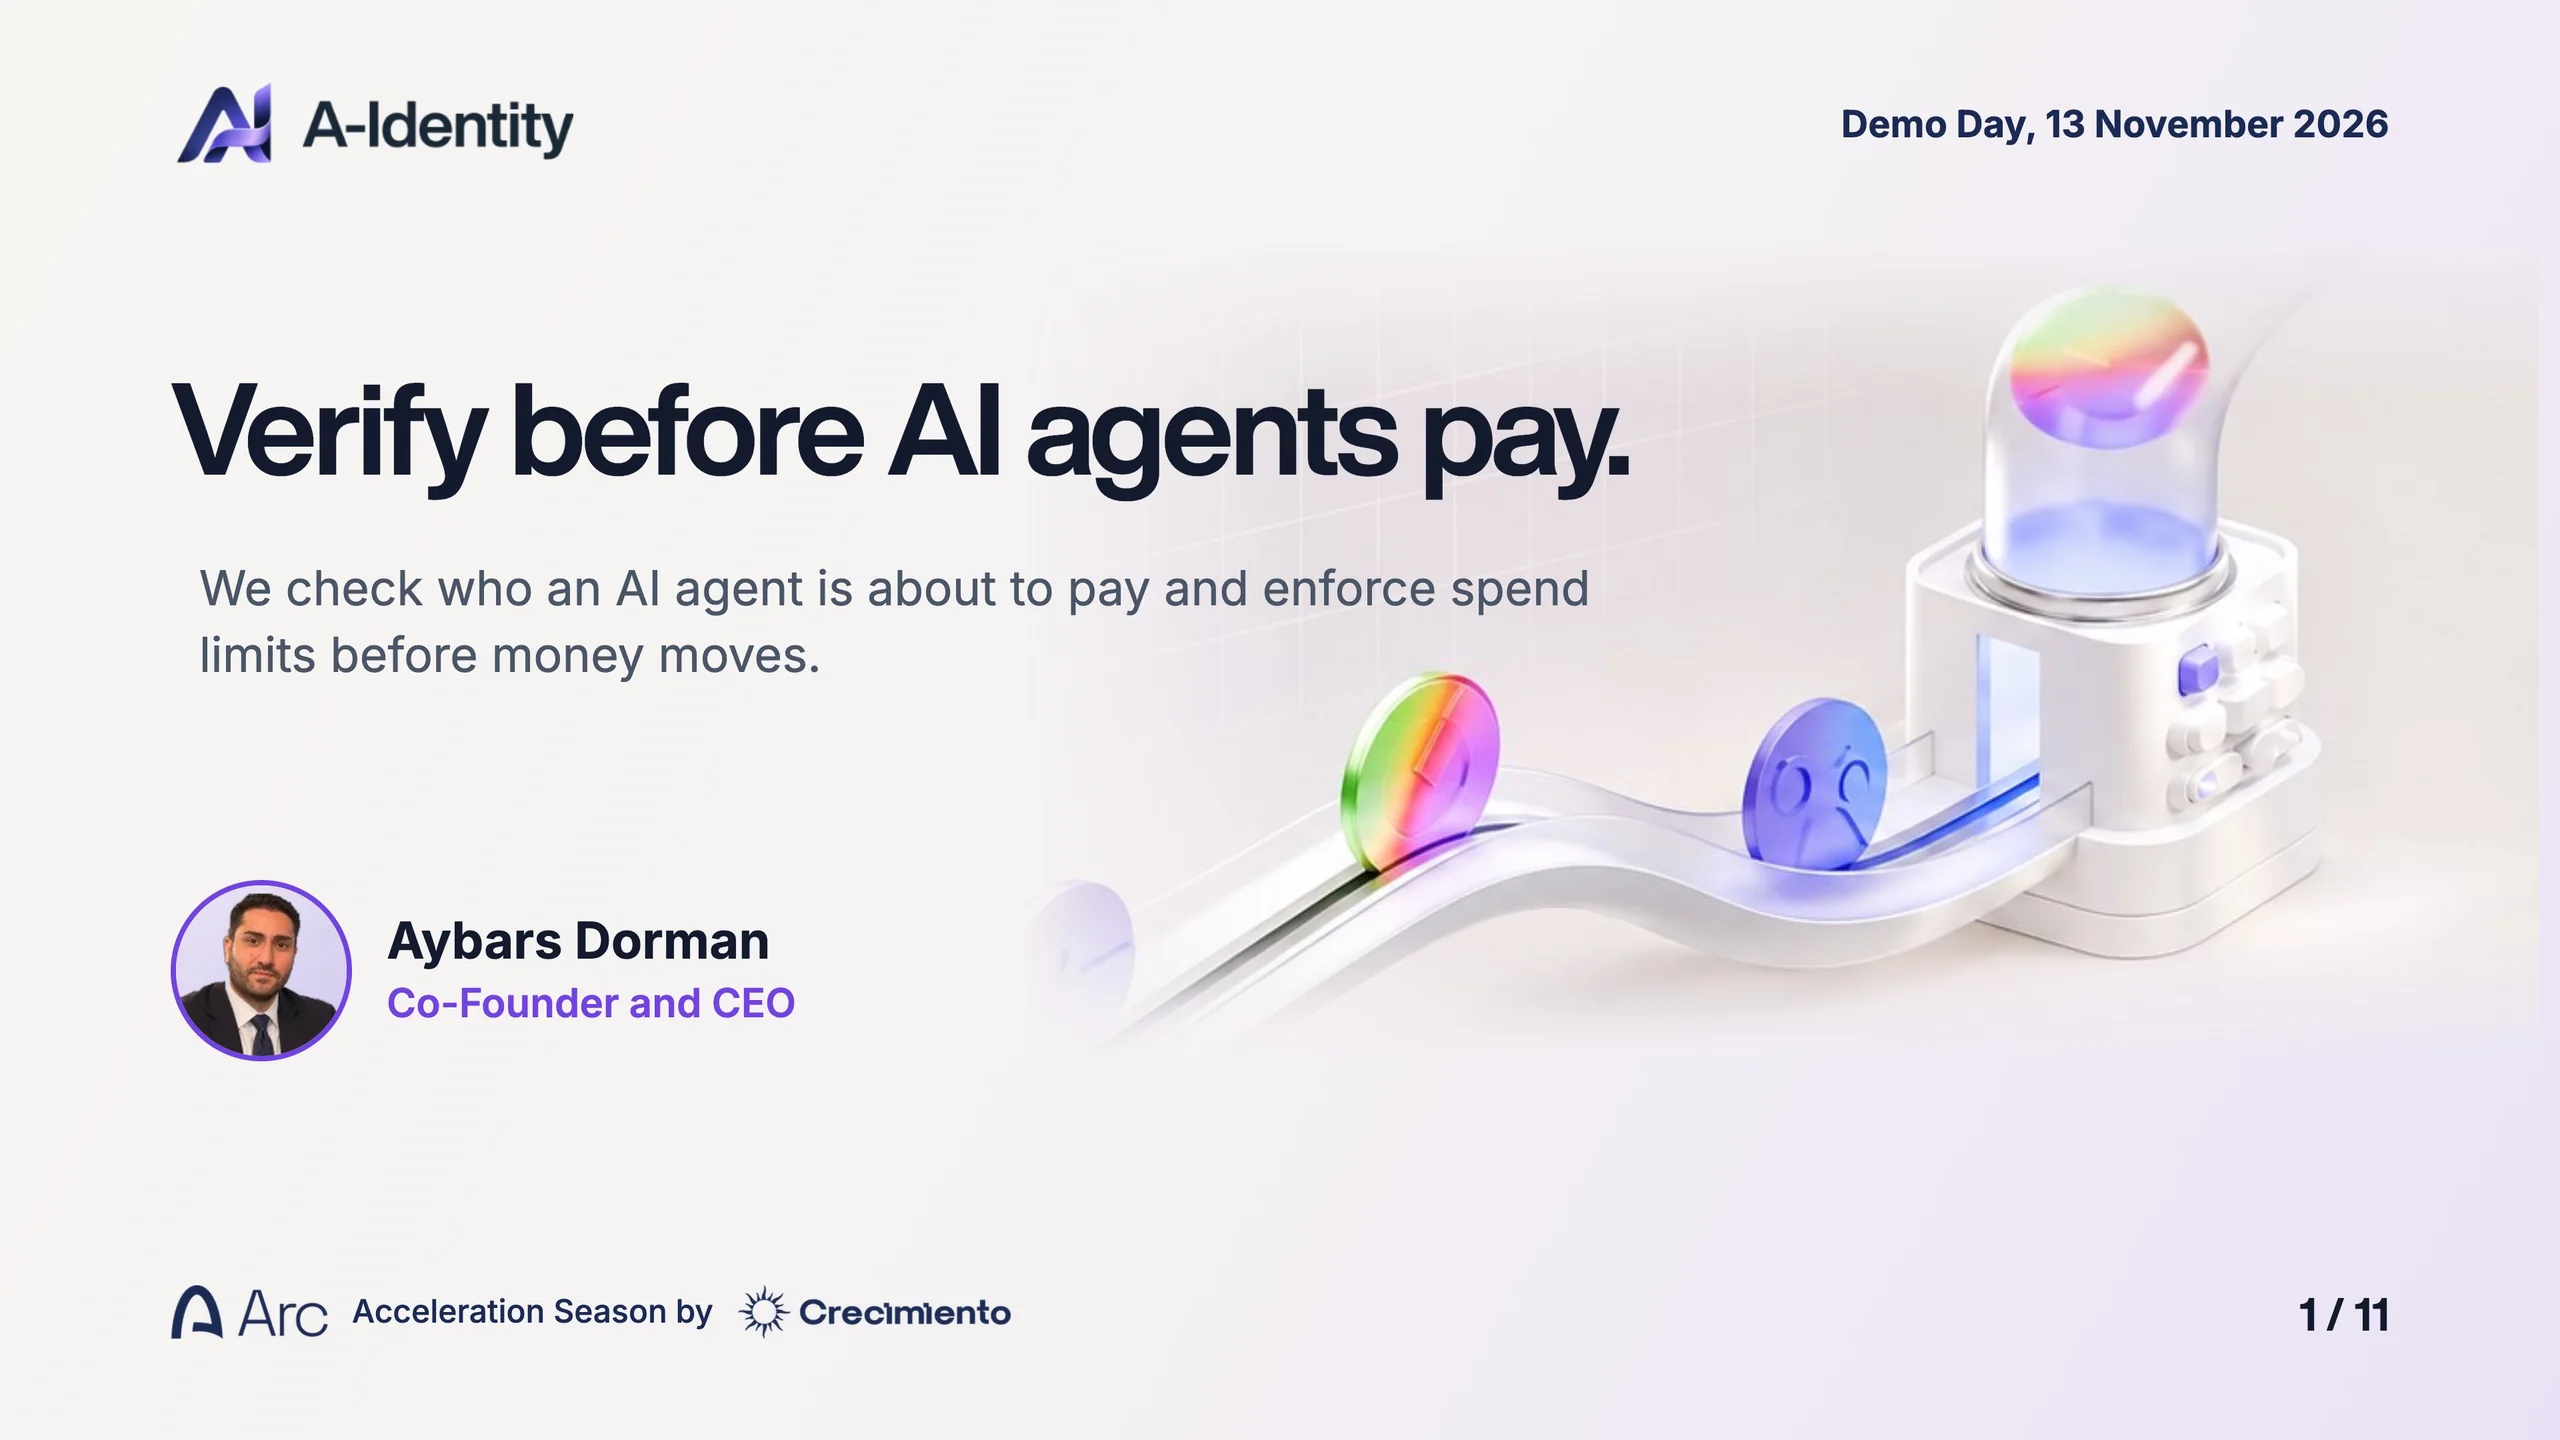 A-Identity
Demo Day, 13 November 2026
Verify before AI agents pay.
We check who an AI agent is about to pay and enforce spend
limits before money moves.
Aybars Dorman
Co-Founder and CEO
Arc Acceleration Season by Crecimiento
1 / 11